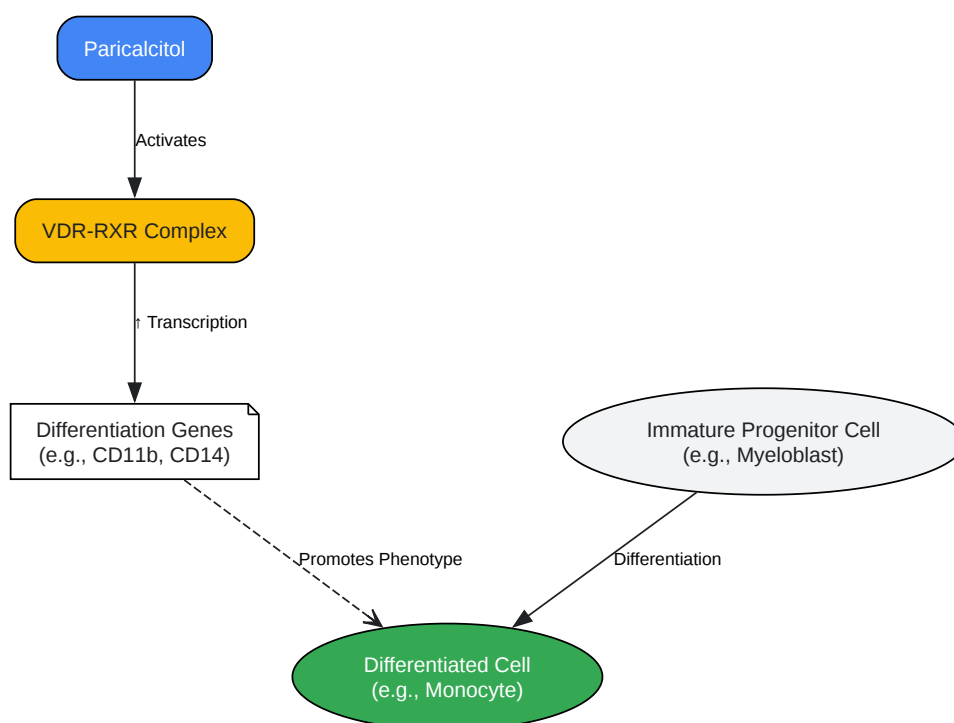 Paricalcitol
Activates
VDR-RXR Complex
↑ Transcription
Differentiation Genes
(e.g., CD11b, CD14)
Immature Progenitor Cell
(e.g., Myeloblast)
Promotes Phenotype
Differentiation
Differentiated Cell
(e.g., Monocyte)